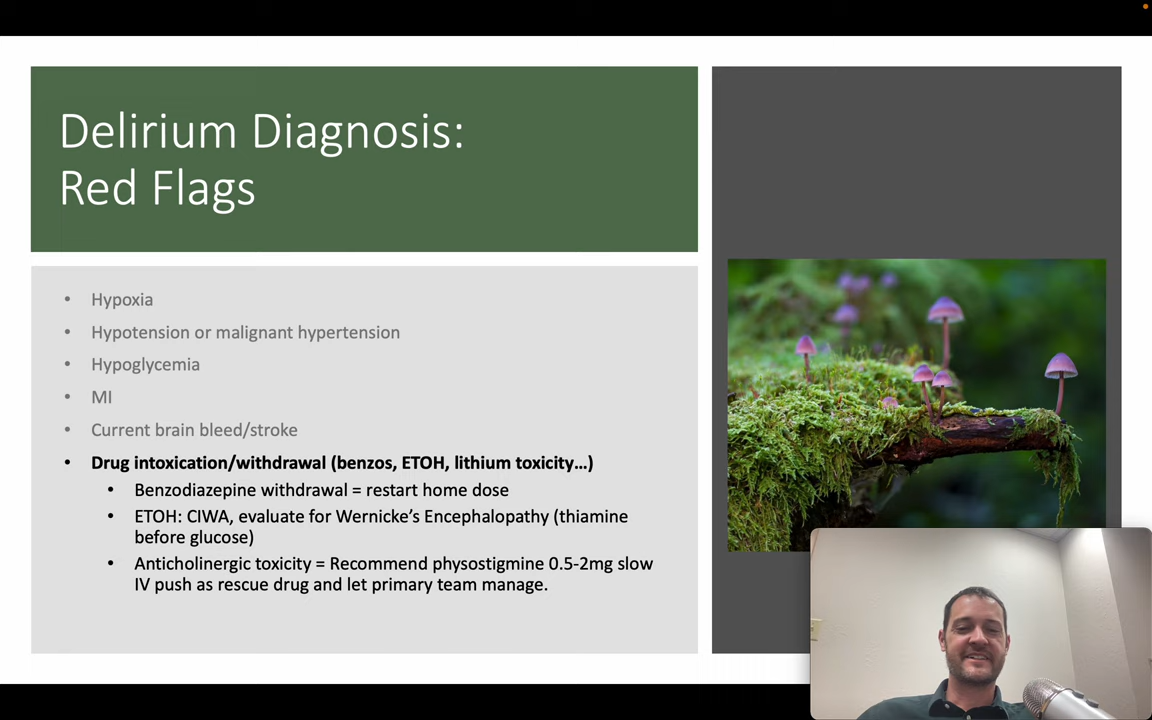 Delirium Diagnosis:
Red Flags
• Hypoxia
• Hypotension or malignant hypertension
• Hypoglycemia
• MI
• Current brain bleed/stroke
• Drug intoxication/withdrawal (benzos, ETOH, lithium toxicity…)
• Benzodiazepine withdrawal = restart home dose
• ETOH: CIWA, evaluate for Wernicke’s Encephalopathy (thiamine
before glucose)
• Anticholinergic toxicity = Recommend physostigmine 0.5-2mg slow
IV push as rescue drug and let primary team manage.